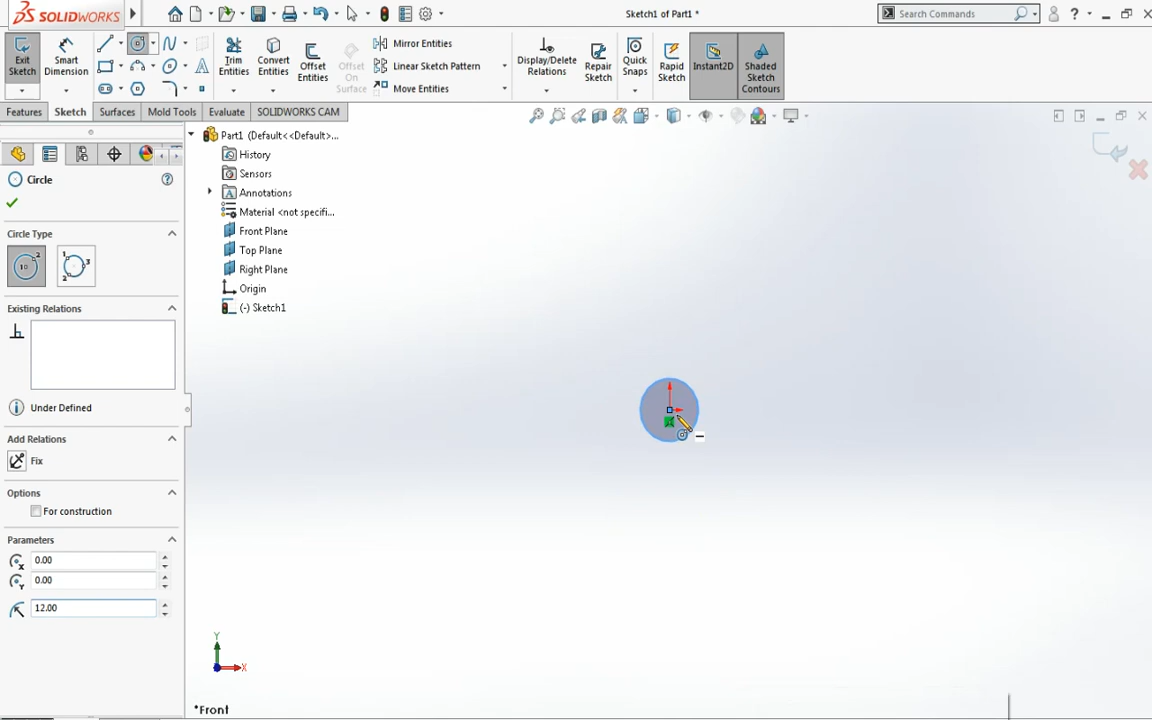 SOLIDWORKS
Sketch1 of Part1 *
Search Commands
Exit Sketch
Smart Dimension
Trim Entities
Convert Entities
Offset Entities
Offset On Surface
Mirror Entities
Linear Sketch Pattern
Move Entities
Display/Delete Relations
Repair Sketch
Quick Snaps
Rapid Sketch
Instant2D
Shaded Sketch Contours
Features
Sketch
Surfaces
Mold Tools
Evaluate
SOLIDWORKS CAM
Part1 (Default<<Default>...
History
Sensors
Annotations
Material <not specifi...
Front Plane
Top Plane
Right Plane
Origin
(-) Sketch1
Circle
Circle Type
Existing Relations
Under Defined
Add Relations
Fix
Options
For construction
Parameters
0.00
0.00
12.00
Y
X
*Front